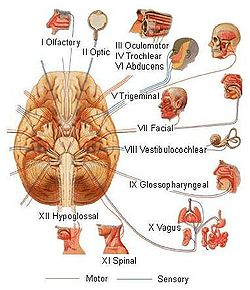 I Olfactory
II Optic
III Oculomotor
IV Trochlear
VI Abducens
V Trigeminal
VII Facial
VIII Vestibulocochlear
IX Glossopharyngeal
X Vagus
XII Hypoglossal
XI Spinal
Motor
Sensory